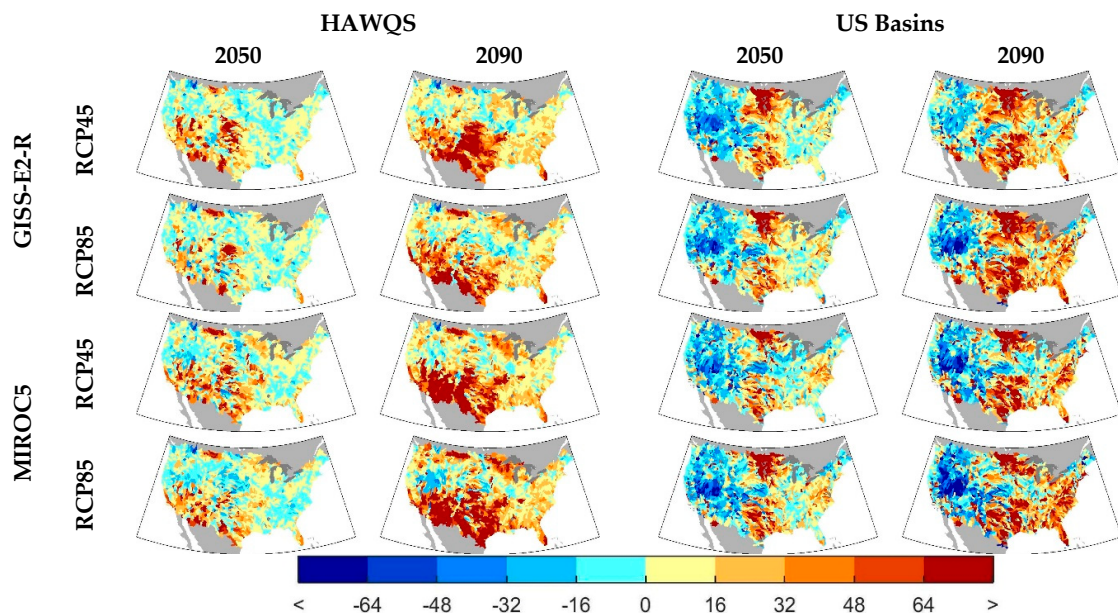 HAWQS US Basins
2050 2090 2050 2090
GISS-E2-R
RCP45
RCP85
MIROC5
RCP45
RCP85
< -64 -48 -32 -16 0 16 32 48 64 >